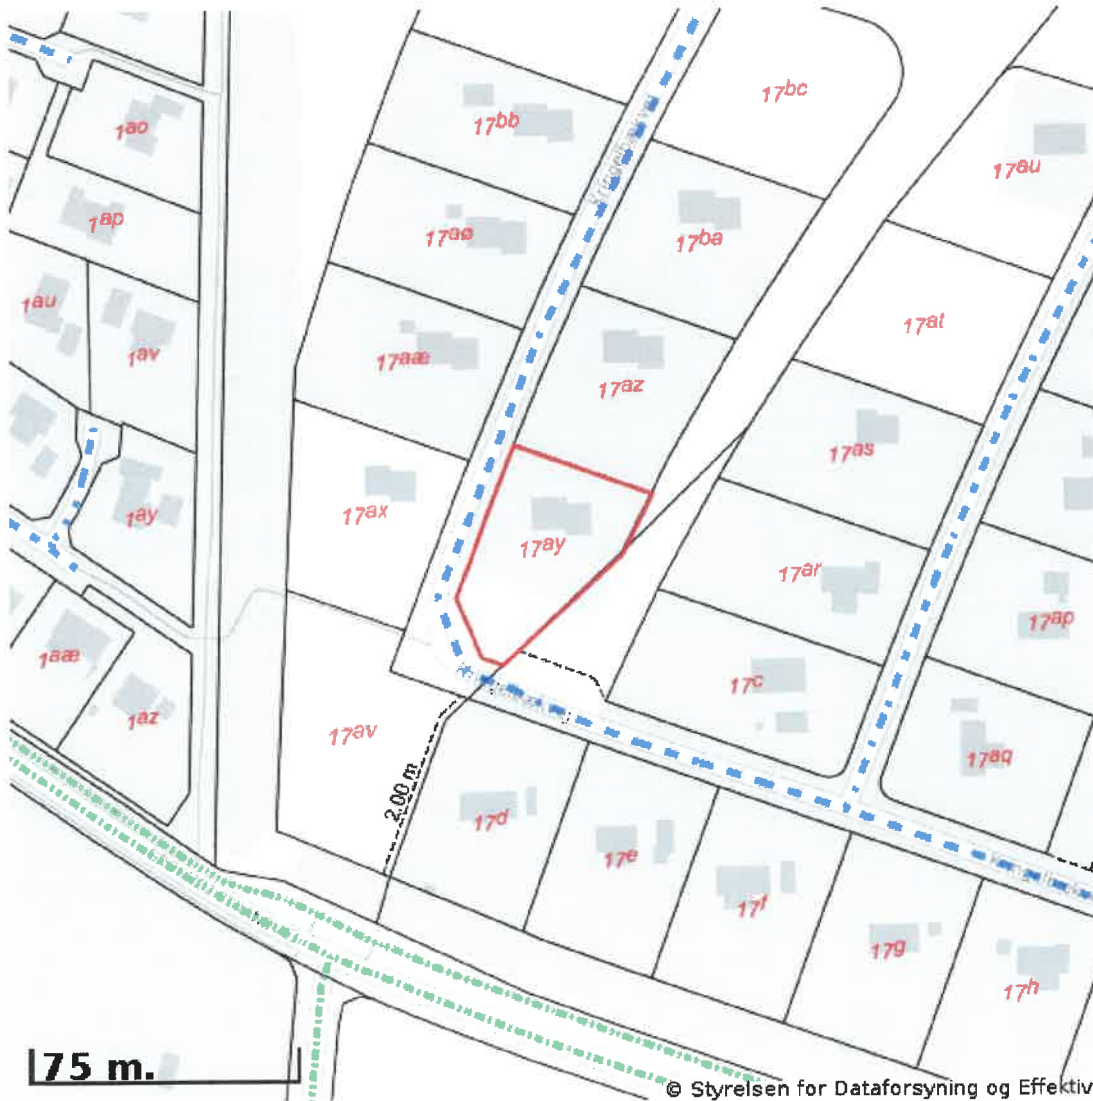 17bc
17bb
1ao
17au
1ap
17aø
17ba
1au
17at
1av
17aæ
17az
17as
1ay
17ax
17ay
17ar
17ap
1aæ
17c
1az
17av
17aq
2.00 m
17d
17e
17f
17g
17h
75 m.
© Styrelsen for Dataforsyning og Effektiv